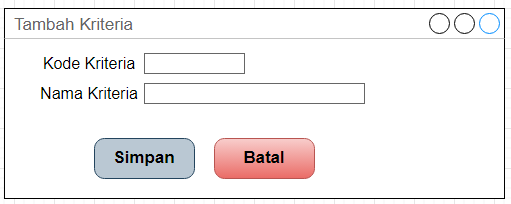 Tambah Kriteria
Kode Kriteria
Nama Kriteria
Simpan Batal